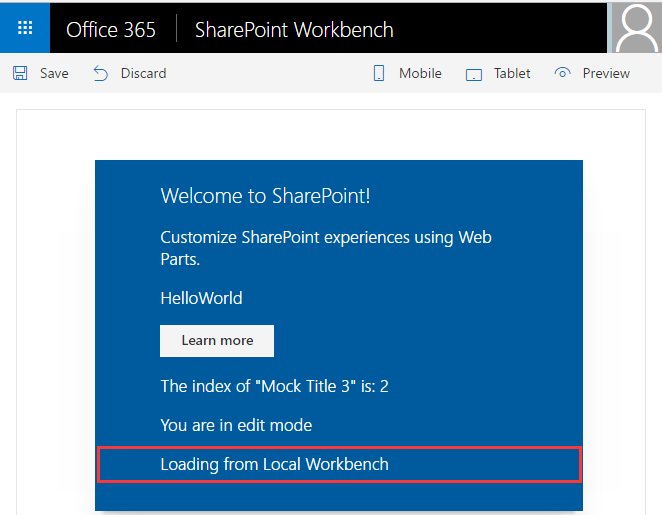 Office 365 SharePoint Workbench
Save Discard Mobile Tablet Preview
Welcome to SharePoint!
Customize SharePoint experiences using Web
Parts.
HelloWorld
Learn more
The index of "Mock Title 3" is: 2
You are in edit mode
Loading from Local Workbench